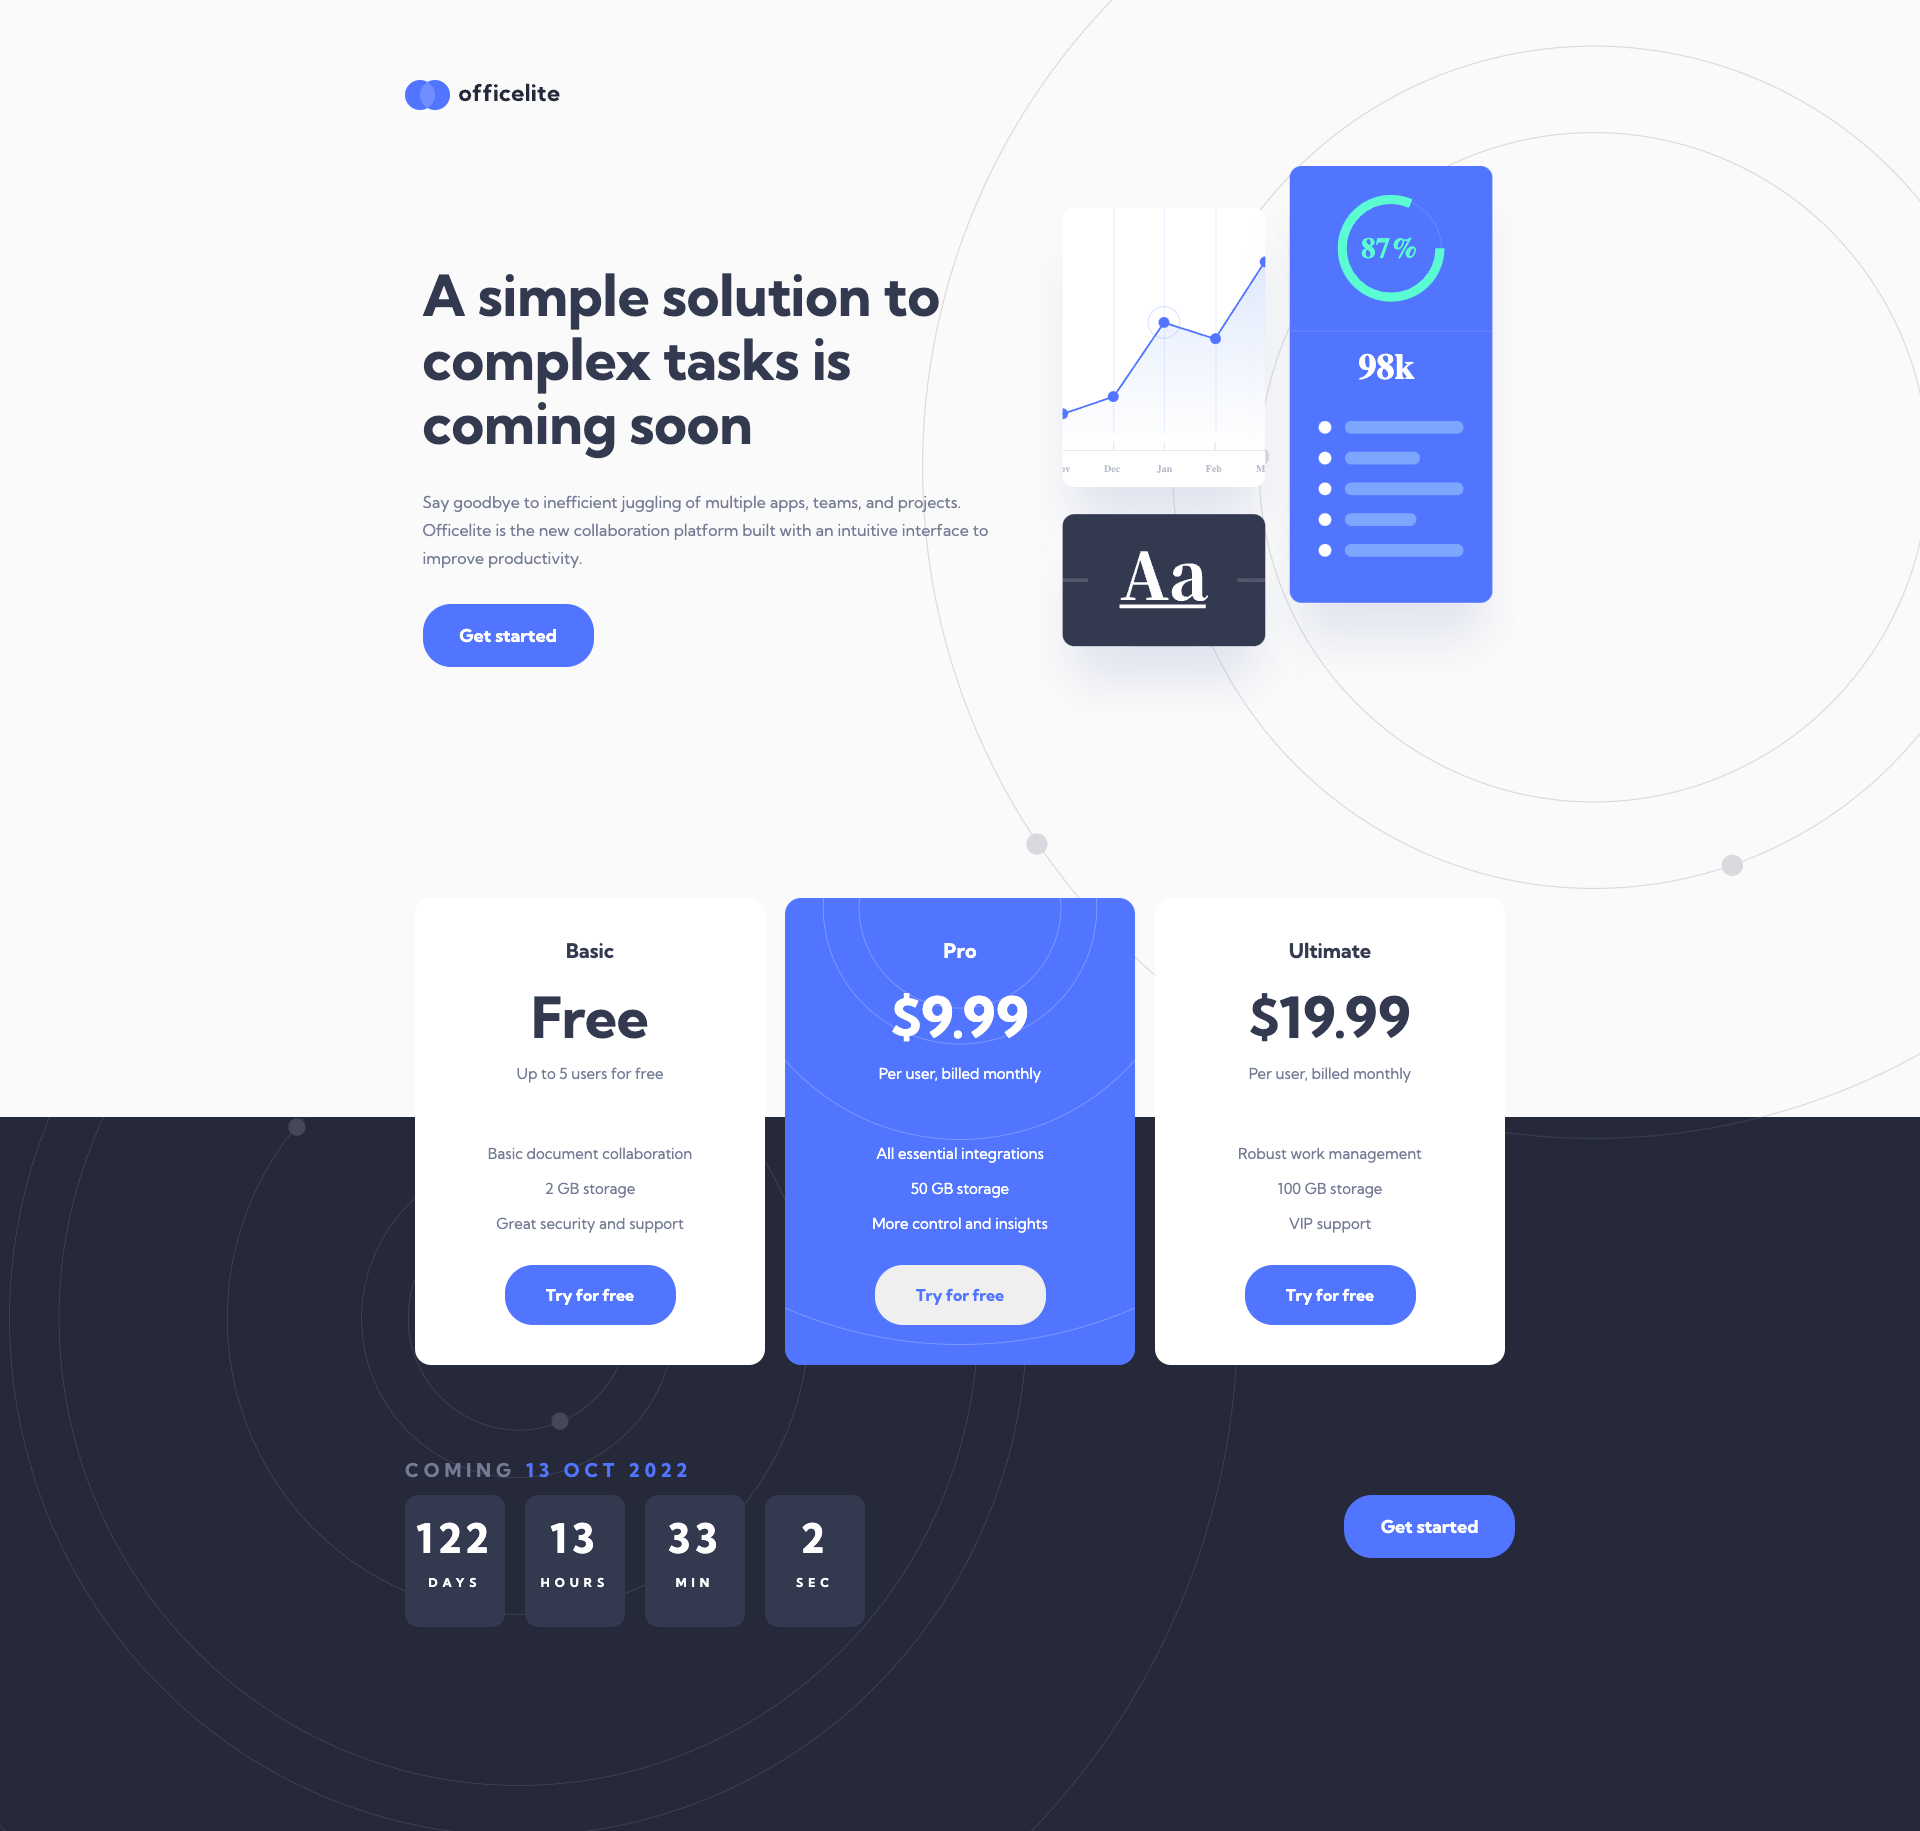 officelite
A simple solution to
complex tasks is
coming soon
Say goodbye to inefficient juggling of multiple apps, teams, and projects.
Officelite is the new collaboration platform built with an intuitive interface to
improve productivity.
Get started
ov Dec Jan Feb M
Aa
87%
98k
Basic
Free
Up to 5 users for free
Basic document collaboration
2 GB storage
Great security and support
Try for free
Pro
$9.99
Per user, billed monthly
All essential integrations
50 GB storage
More control and insights
Try for free
Ultimate
$19.99
Per user, billed monthly
Robust work management
100 GB storage
VIP support
Try for free
COMING 13 OCT 2022
122 13 33 2
DAYS HOURS MIN SEC
Get started